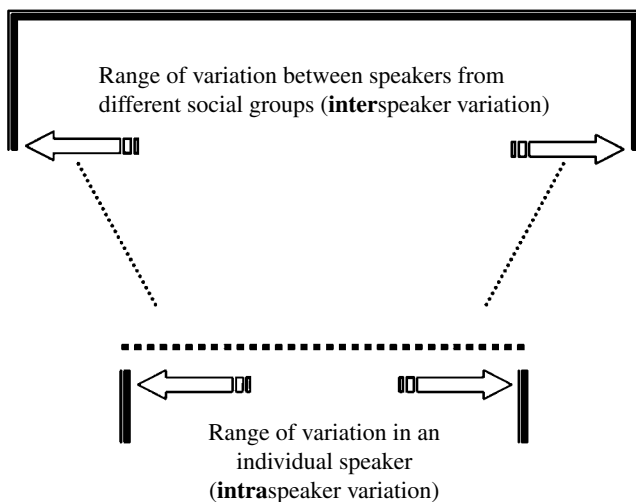 Range of variation between speakers from
different social groups (interspeaker variation)
Range of variation in an
individual speaker
(intraspeaker variation)